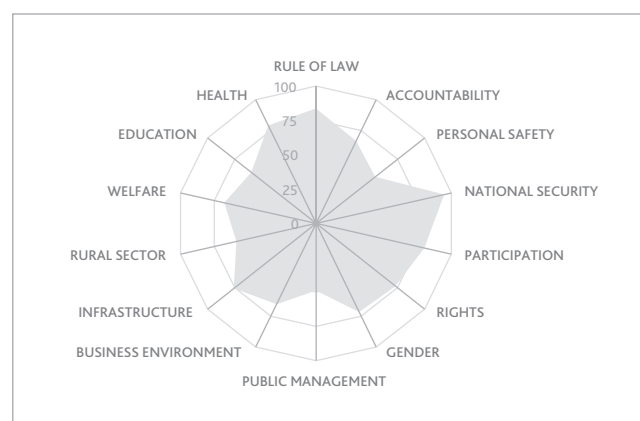 RULE OF LAW
100
HEALTH
ACCOUNTABILITY
75
EDUCATION
PERSONAL SAFETY
50
WELFARE
NATIONAL SECURITY
25
0
RURAL SECTOR
PARTICIPATION
INFRASTRUCTURE
RIGHTS
BUSINESS ENVIRONMENT
GENDER
PUBLIC MANAGEMENT